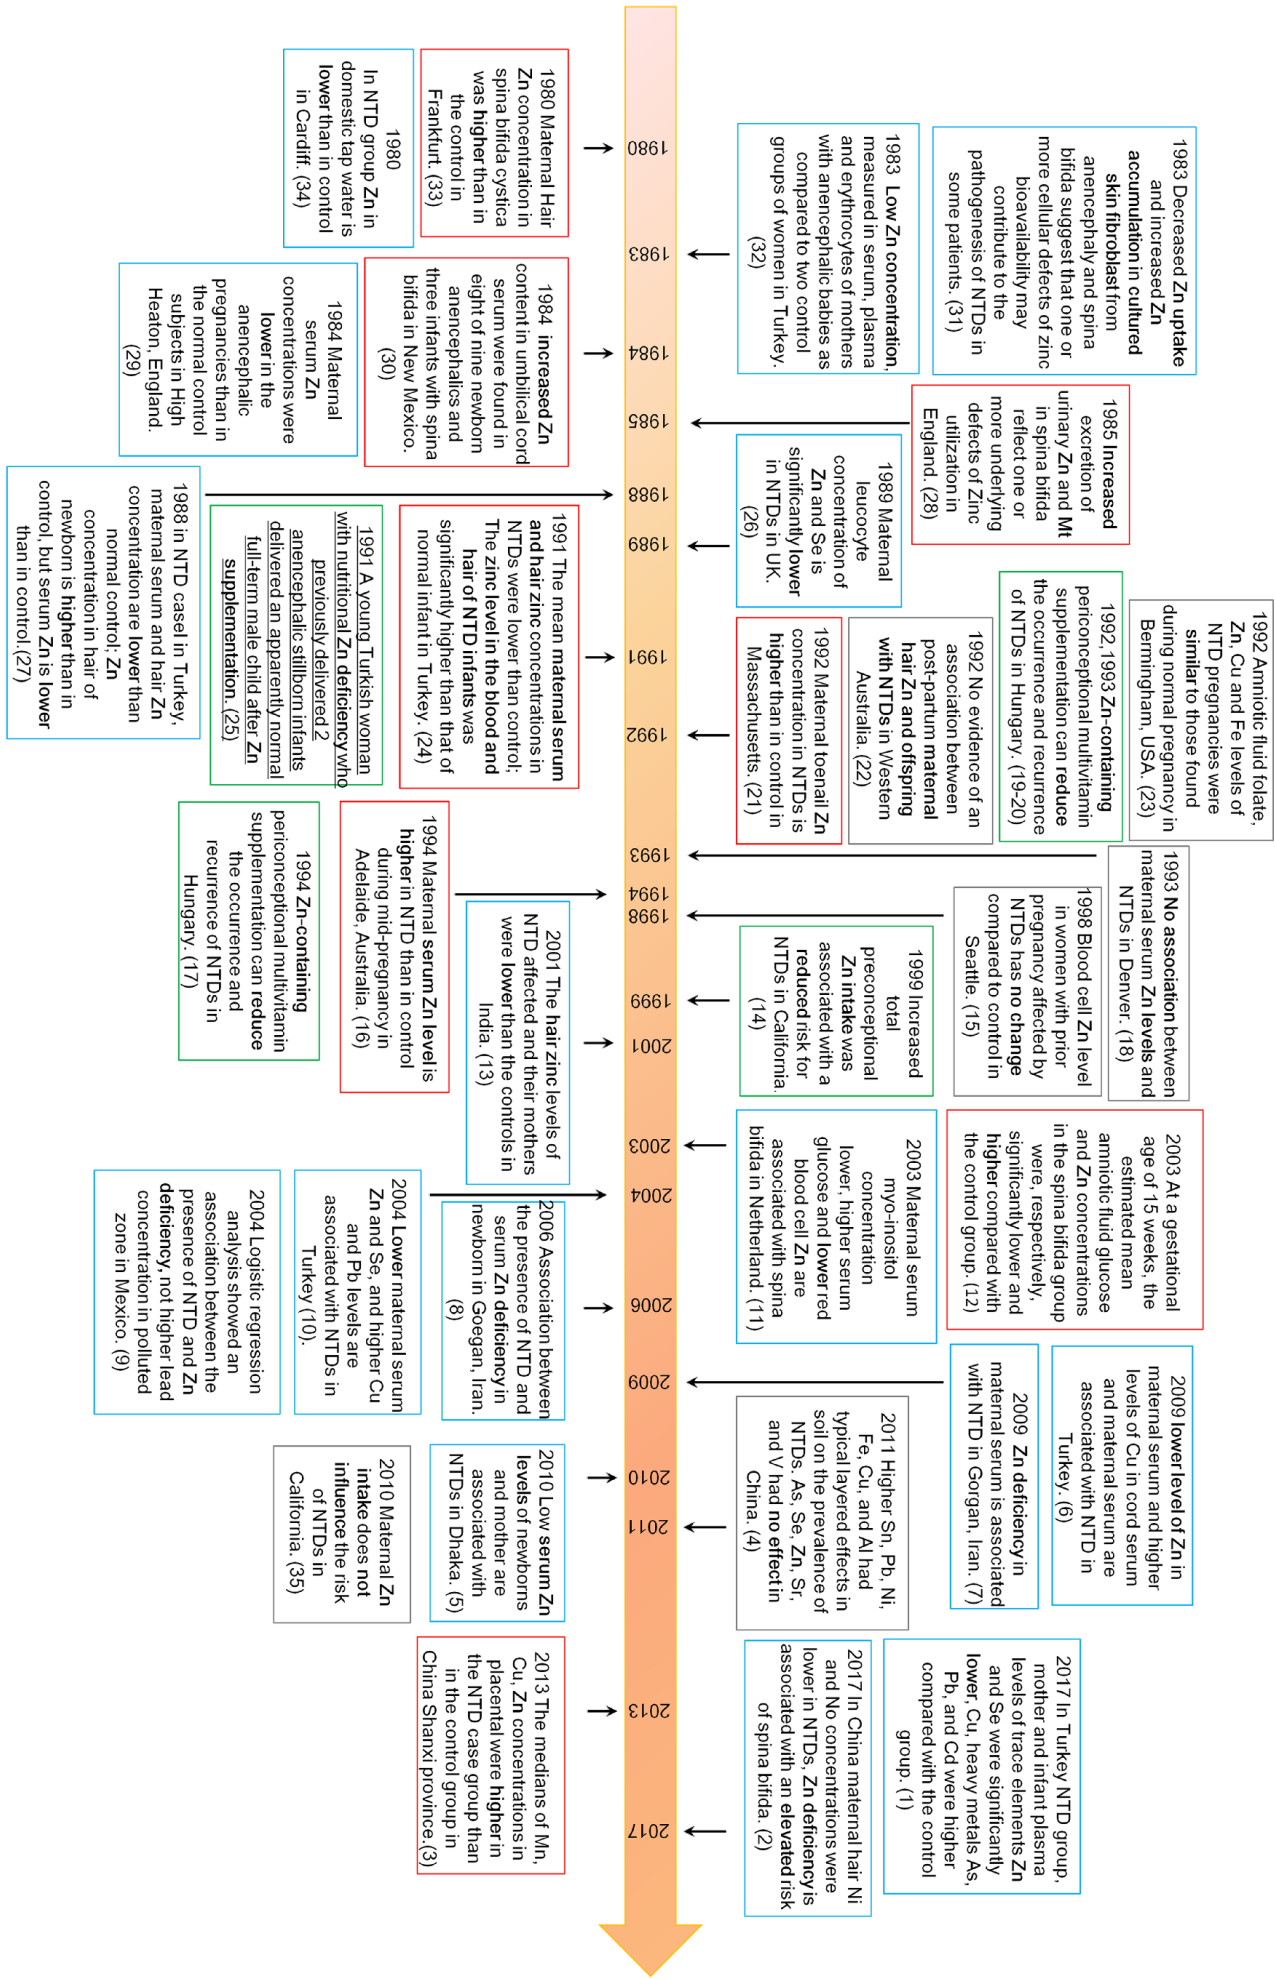 1980 Maternal Hair
Zn concentration in
spina bifida cystica
was higher than in
the control in
Frankfurt. (33)
1980
In NTD group Zn in
domestic tap water is
lower than in control
in Cardiff. (34)
1983 Decreased Zn uptake
and increased Zn
accumulation in cultured
skin fibroblast from
anencephaly and spina
bifida suggest that one or
more cellular defects of zinc
bioavailability may
contribute to the
pathogenesis of NTDs in
some patients. (31)
1983 Low Zn concentration,
measured in serum, plasma
and erythrocytes of mothers
with anencephalic babies as
compared to two control
groups of women in Turkey.
(32)
1984 increased Zn
content in umbilical cord
serum were found in
eight of nine newborn
anencephalics and
three infants with spina
bifida in New Mexico.
(30)
1984 Maternal
serum Zn
concentrations were
lower in the
anencephalic
pregnancies than in
the normal control
subjects in High
Heaton, England.
(29)
1985 Increased
excretion of
urinary Zn and Mt
in spina bifida
reflect one or
more underlying
defects of Zinc
utilization in
England. (28)
1988 in NTD caseI in Turkey,
maternal serum and hair Zn
concentration are lower than
normal control; Zn
concentration in hair of
newborn is higher than in
control, but serum Zn is lower
than in control.(27)
1989 Maternal
leucocyte
concentration of
Zn and Se is
significantly lower
in NTDs in UK.
(26)
1991 The mean maternal serum
and hair zinc concentrations in
NTDs were lower than control;
The zinc level in the blood and
hair of NTD infants was
significantly higher than that of
normal infant in Turkey. (24)
1991 A young Turkish woman
with nutritional Zn deficiency who
previously delivered 2
anencephalic stillborn infants
delivered an apparently normal
full-term male child after Zn
supplementation. (25)
1992 Amniotic fluid folate,
Zn, Cu and Fe levels of
NTD pregnancies were
similar to those found
during normal pregnancy in
Bermingham, USA. (23)
1992, 1993 Zn-containing
periconceptional multivitamin
supplementation can reduce
the occurrence and recurrence
of NTDs in Hungary. (19-20)
1992 No evidence of an
association between
post-partum maternal
hair Zn and offspring
with NTDs in Western
Australia. (22)
1992 Maternal toenail Zn
concentration in NTDs is
higher than in control in
Massachusetts. (21)
1993 No association between
maternal serum Zn levels and
NTDs in Denver. (18)
1994 Maternal serum Zn level is
higher in NTD than in control
during mid-pregnancy in
Adelaide, Australia. (16)
1994 Zn-containing
periconceptional multivitamin
supplementation can reduce
the occurrence and
recurrence of NTDs in
Hungary. (17)
1998 Blood cell Zn level
in women with prior
pregnancy affected by
NTDs has no change
compared to control in
Seattle. (15)
1999 Increased
total
preconceptional
Zn intake was
associated with a
reduced risk for
NTDs in California.
(14)
2001 The hair zinc levels of
NTD affected and their mothers
were lower than the controls in
India. (13)
2003 At a gestational
age of 15 weeks, the
estimated mean
amniotic fluid glucose
and Zn concentrations
in the spina bifida group
were, respectively,
significantly lower and
higher compared with
the control group. (12)
2003 Maternal serum
myo-inositol
concentration
lower, higher serum
glucose and lower red
blood cell Zn are
associated with spina
bifida in Netherland. (11)
2004 Lower maternal serum
Zn and Se, and higher Cu
and Pb levels are
associated with NTDs in
Turkey (10).
2004 Logistic regression
analysis showed an
association between the
presence of NTD and Zn
deficiency, not higher lead
concentration in polluted
zone in Mexico. (9)
2006 Association between
the presence of NTD and
serum Zn deficiency in
newborn in Goegan, Iran.
(8)
2009 lower level of Zn in
maternal serum and higher
levels of Cu in cord serum
and maternal serum are
associated with NTD in
Turkey. (6)
2009 Zn deficiency in
maternal serum is associated
with NTD in Gorgan, Iran. (7)
2010 Low serum Zn
levels of newborns
and mother are
associated with
NTDs in Dhaka. (5)
2010 Maternal Zn
intake does not
influence the risk
of NTDs in
California. (35)
2011 Higher Sn, Pb, Ni,
Fe, Cu, and Al had
typical layered effects in
soil on the prevalence of
NTDs. As, Se, Zn, Sr,
and V had no effect in
China. (4)
2013 The medians of Mn,
Cu, Zn concentrations in
placental were higher in
the NTD case group than
in the control group in
China Shanxi province.(3)
2017 In Turkey NTD group,
mother and infant plasma
levels of trace elements Zn
and Se were significantly
lower, Cu, heavy metals As,
Pb, and Cd were higher
compared with the control
group. (1)
2017 In China maternal hair Ni
and No concentrations were
lower in NTDs, Zn deficiency is
associated with an elevated risk
of spina bifida. (2)
1980
1983
1984
1985
1988
1989
1991
1992
1993
1994
1998
1999
2001
2003
2004
2006
2009
2010
2011
2013
2017